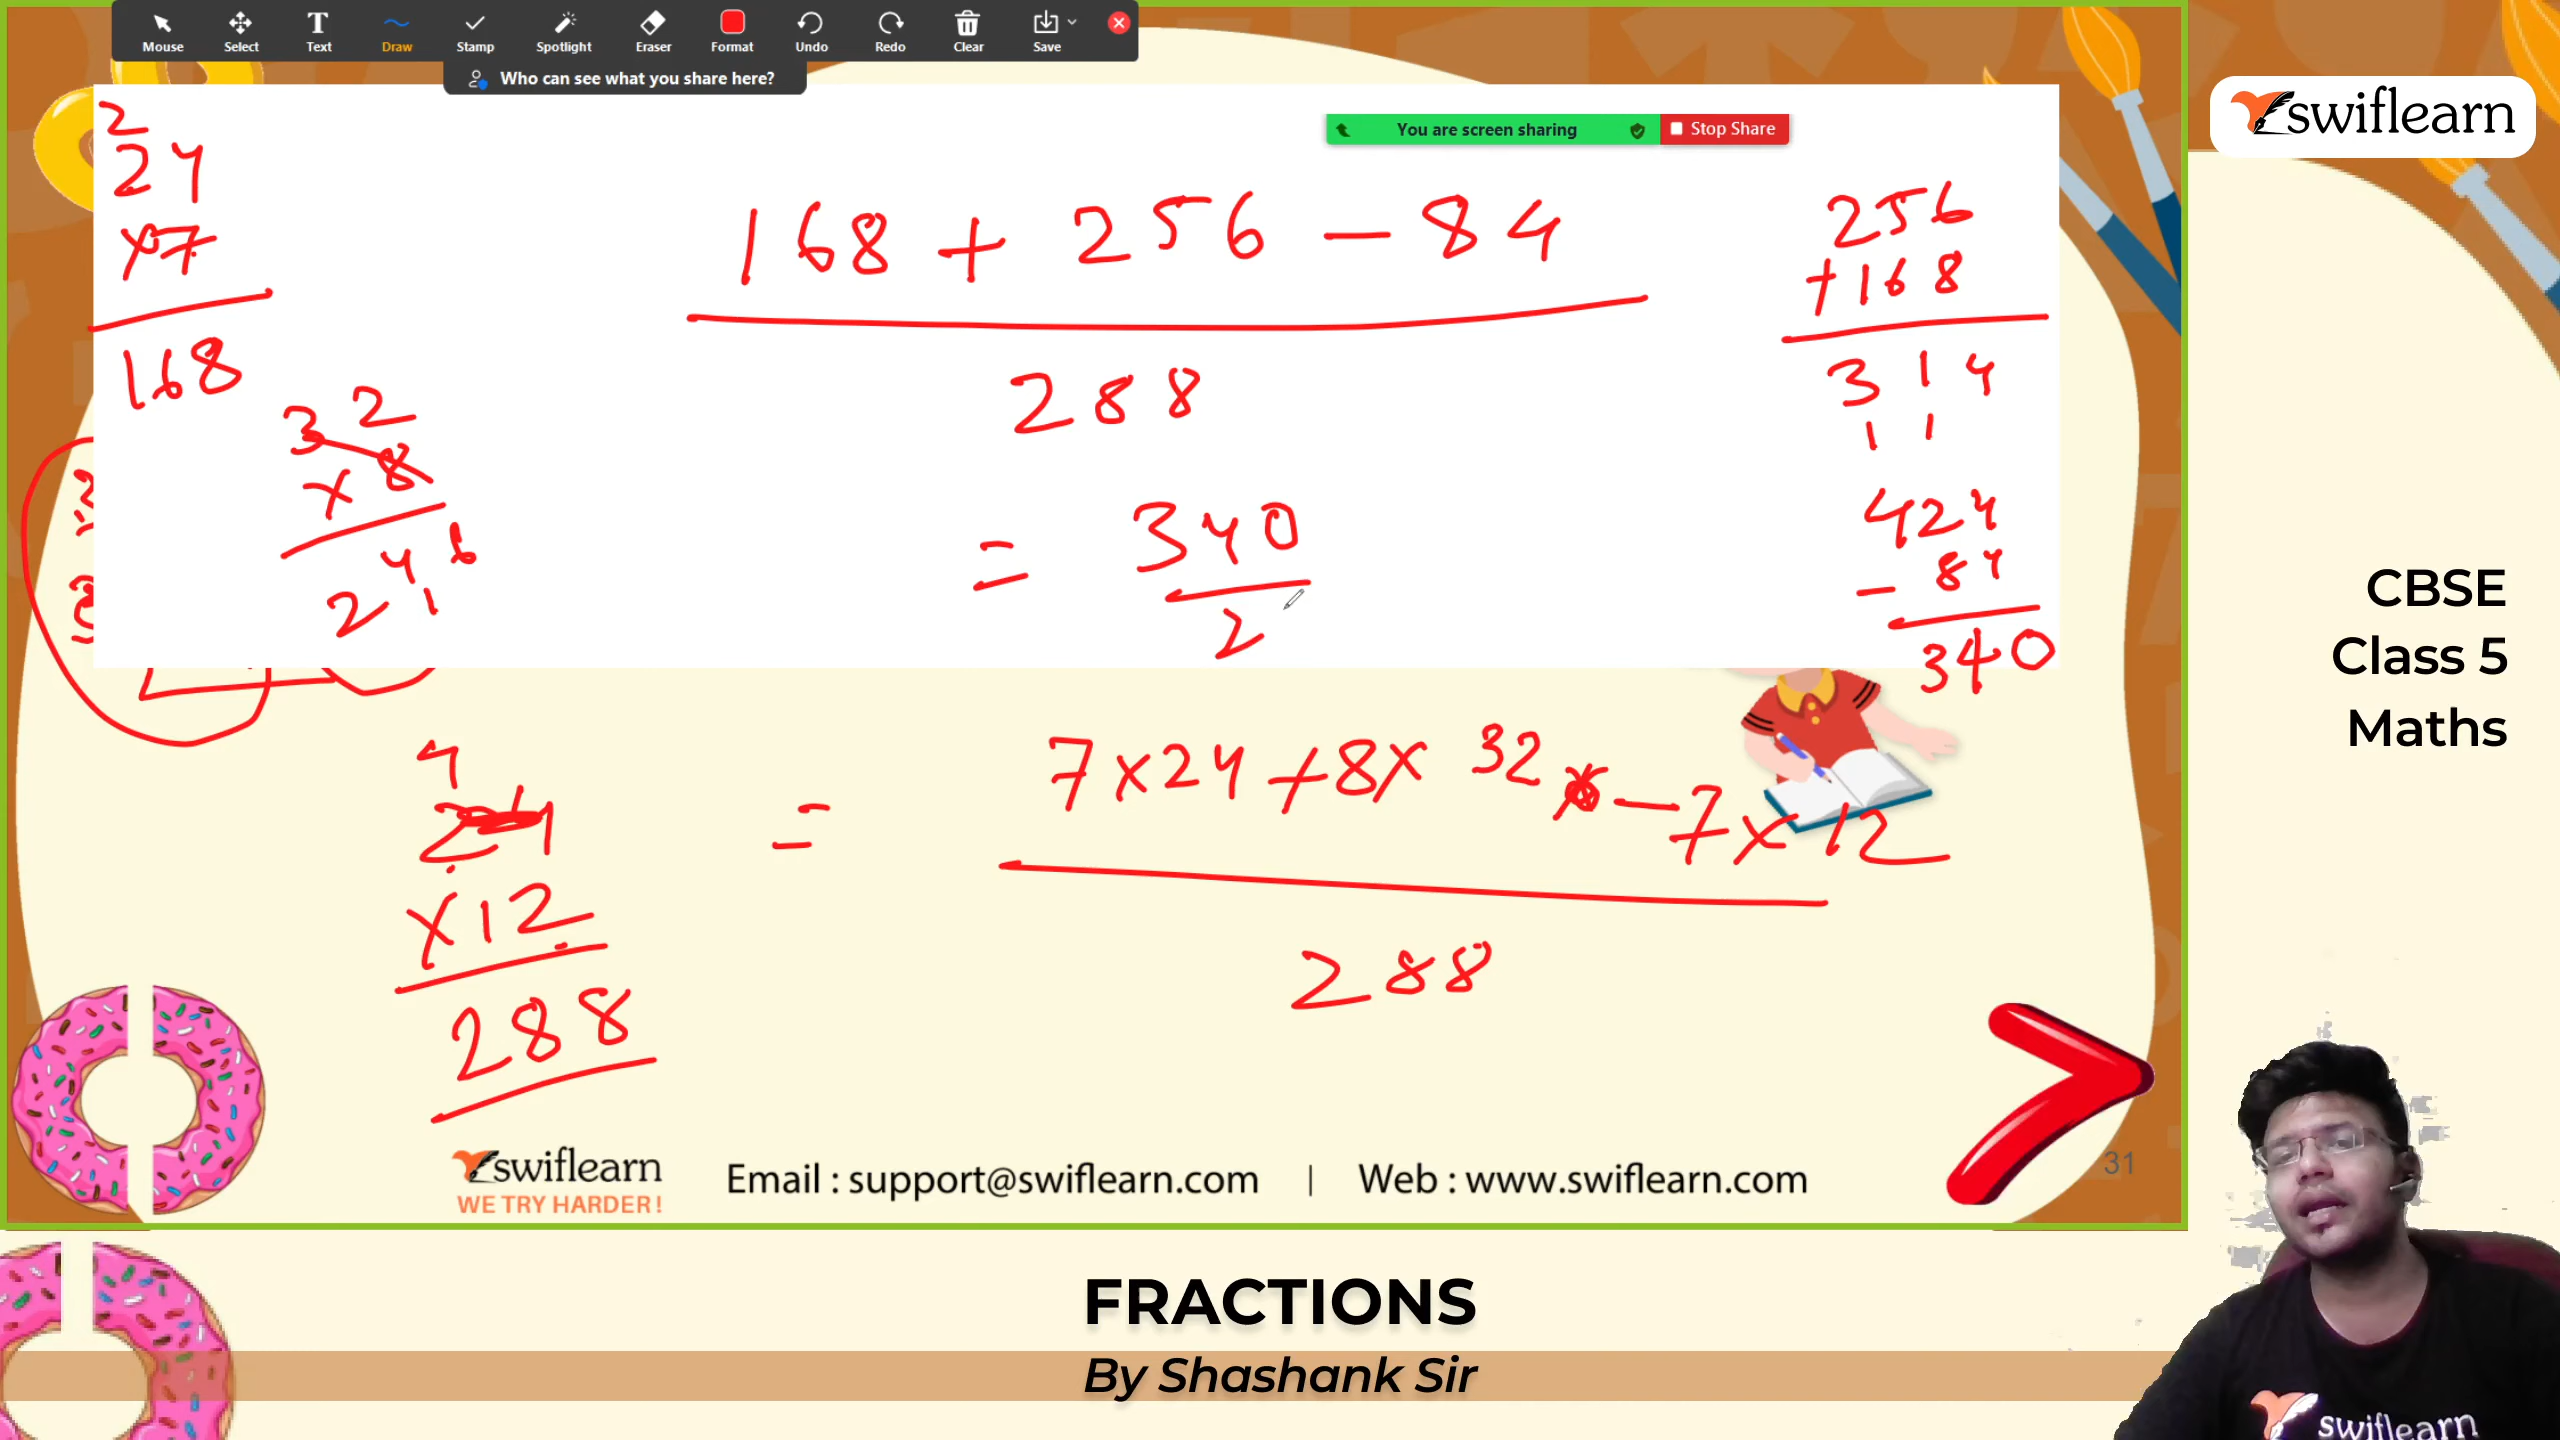 Mouse Select Text Draw Stamp Spotlight Eraser Format Undo Redo Clear Save
Who can see what you share here?
You are screen sharing Stop Share
swiflearn
2
24
×7
168
32
×8
24 6
1
168 + 256 - 84
288
= 340
2
256
+168
314
1 1
424
- 84
340
= 7×24+8× 32 -7×12
288
4
×12
288
CBSE
Class 5
Maths
swiflearn
WE TRY HARDER !
Email : support@swiflearn.com | Web : www.swiflearn.com
31
FRACTIONS
By Shashank Sir
swiflearn